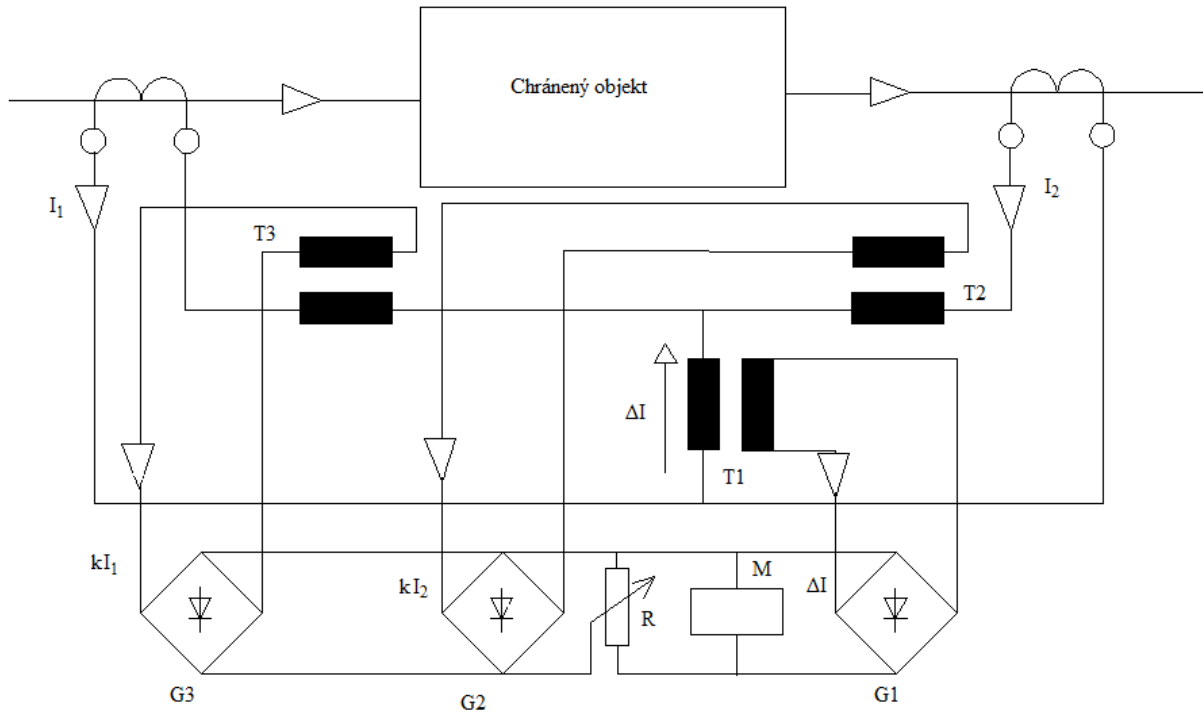 Chránený objekt
I₁
I₂
T3
T2
ΔI
T1
kI₁
kI₂
R
M
ΔI
G3
G2
G1